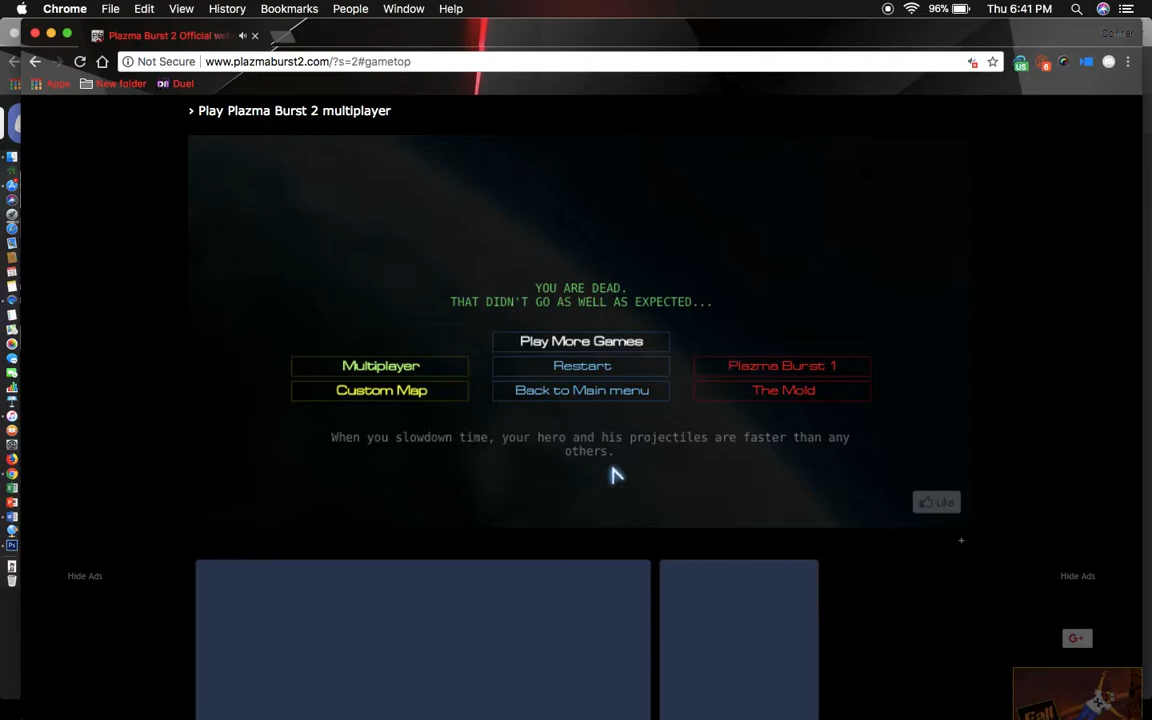 Chrome File Edit View History Bookmarks People Window Help 96% Thu 6:41 PM
Plazma Burst 2 Official we Conner
Not Secure www.plazmaburst2.com/?s=2#gametop
Apps New folder Duel
› Play Plazma Burst 2 multiplayer
YOU ARE DEAD.
THAT DIDN'T GO AS WELL AS EXPECTED...
Play More Games
Multiplayer Restart Plazma Burst 1
Custom Map Back to Main menu The Mold
When you slowdown time, your hero and his projectiles are faster than any
others.
Like
+
Hide Ads Hide Ads
G+
Fall